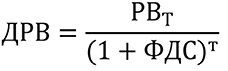 ДРВ = РВ_Т / (1 + ФДС)^т